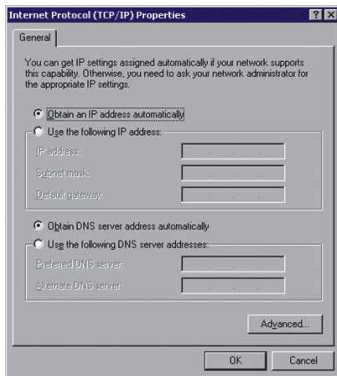 Internet Protocol (TCP/IP) Properties
General
You can get IP settings assigned automatically if your network supports
this capability. Otherwise, you need to ask your network administrator for
the appropriate IP settings.
Obtain an IP address automatically
Use the following IP address:
IP address:
Subnet mask:
Default gateway:
Obtain DNS server address automatically
Use the following DNS server addresses:
Preferred DNS server:
Alternate DNS server:
Advanced...
OK
Cancel